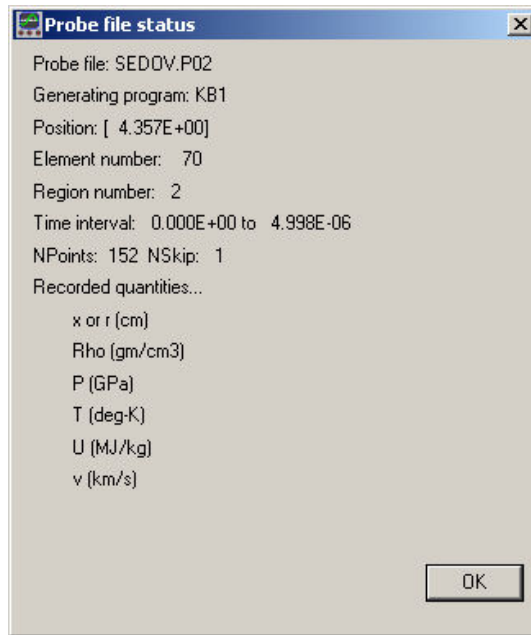 Probe file status
Probe file: SEDOV.P02
Generating program: KB1
Position: [ 4.357E+00]
Element number: 70
Region number: 2
Time interval: 0.000E+00 to 4.998E-06
NPoints: 152 NSkip: 1
Recorded quantities...
x or r (cm)
Rho (gm/cm3)
P (GPa)
T (deg-K)
U (MJ/kg)
v (km/s)
OK